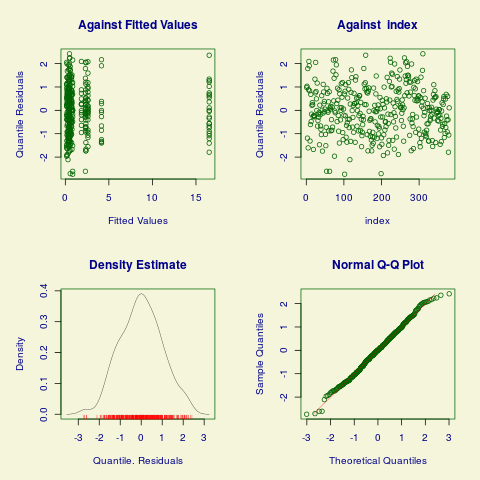 Against Fitted Values
Quantile Residuals
2
1
0
-1
-2
0 5 10 15
Fitted Values
Against index
Quantile Residuals
2
1
0
-1
-2
0 100 200 300
index
Density Estimate
Density
0.4
0.3
0.2
0.1
0.0
-3 -2 -1 0 1 2 3
Quantile. Residuals
Normal Q-Q Plot
Sample Quantiles
2
1
0
-1
-2
-3 -2 -1 0 1 2 3
Theoretical Quantiles